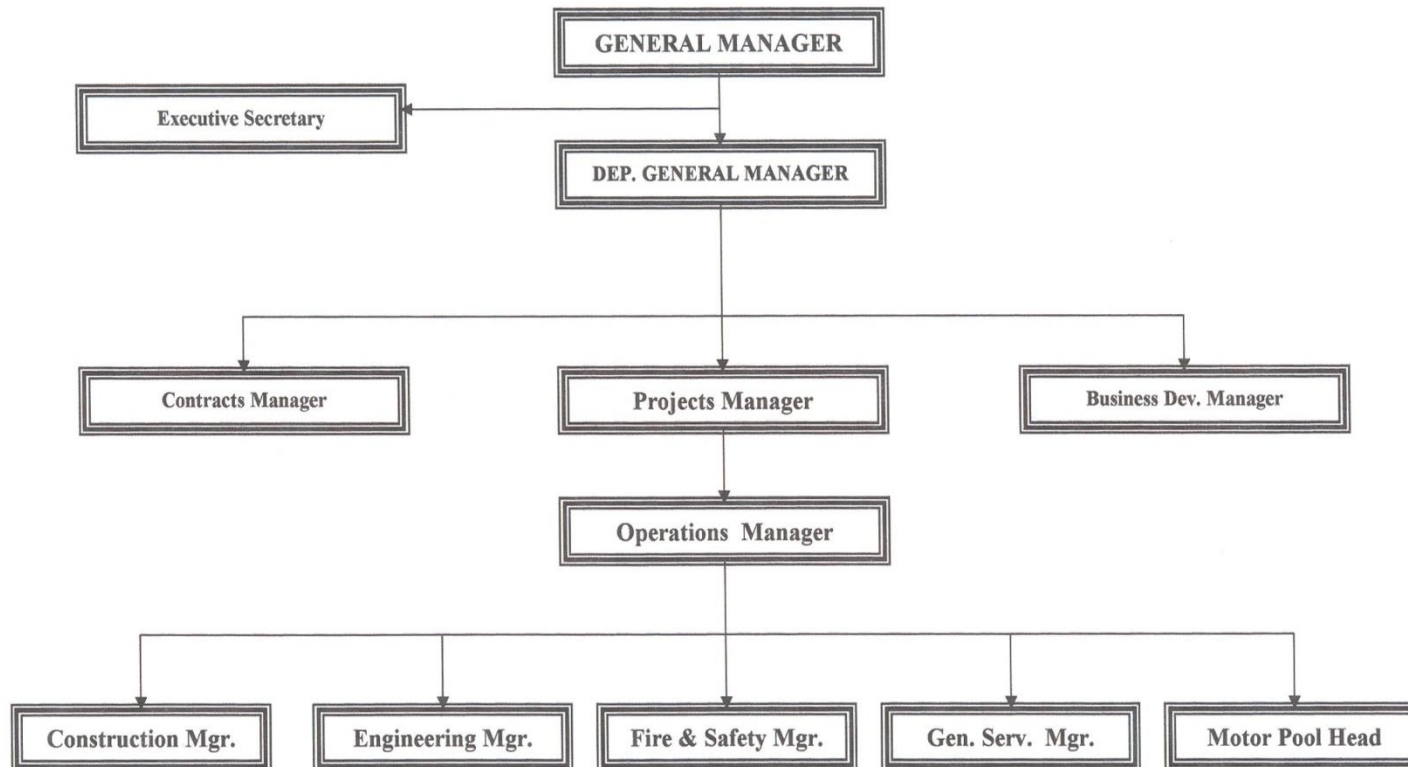 GENERAL MANAGER
Executive Secretary
DEP. GENERAL MANAGER
Contracts Manager
Projects Manager
Business Dev. Manager
Operations Manager
Construction Mgr.
Engineering Mgr.
Fire & Safety Mgr.
Gen. Serv. Mgr.
Motor Pool Head